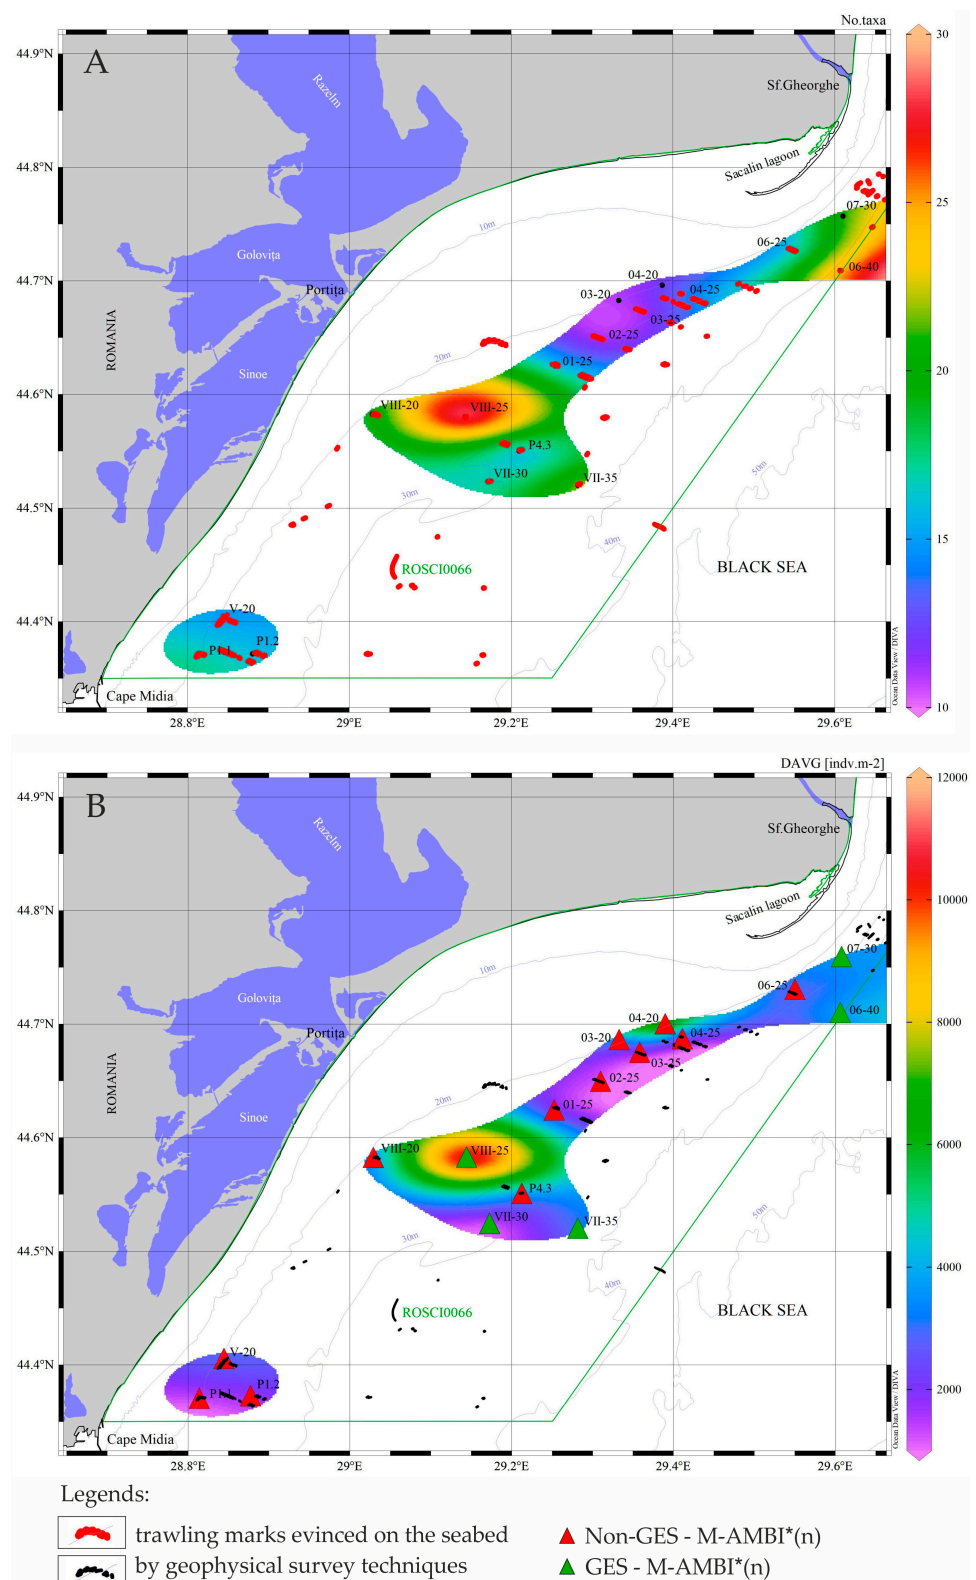 No.taxa
A
44.9°N
44.8°N
44.7°N
44.6°N
44.5°N
44.4°N
28.8°E
29°E
29.2°E
29.4°E
29.6°E
30
25
20
15
10
Ocean Data View / DIVA
Razelm
Sf.Gheorghe
Sacalin lagoon
10m
07-30
Golovița
06-25
06-40
Portița
04-20
04-25
03-20
03-25
ROMANIA
02-25
20m
01-25
Sinoe
VIII-20
VIII-25
P4.3
VII-30
VII-35
50m
30m
40m
ROSCI0066
BLACK SEA
V-20
P1.1
P1.2
Cape Midia
DAVG [indv.m-2]
B
44.9°N
44.8°N
44.7°N
44.6°N
44.5°N
44.4°N
28.8°E
29°E
29.2°E
29.4°E
29.6°E
12000
10000
8000
6000
4000
2000
Ocean Data View / DIVA
Razelm
Sf.Gheorghe
Sacalin lagoon
10m
07-30
Golovița
06-25
06-40
Portița
04-20
04-25
03-20
03-25
ROMANIA
02-25
20m
01-25
Sinoe
VIII-20
VIII-25
P4.3
VII-30
VII-35
50m
30m
40m
ROSCI0066
BLACK SEA
V-20
P1.1
P1.2
Cape Midia
Legends:
trawling marks evinced on the seabed
by geophysical survey techniques
Non-GES - M-AMBI*(n)
GES - M-AMBI*(n)